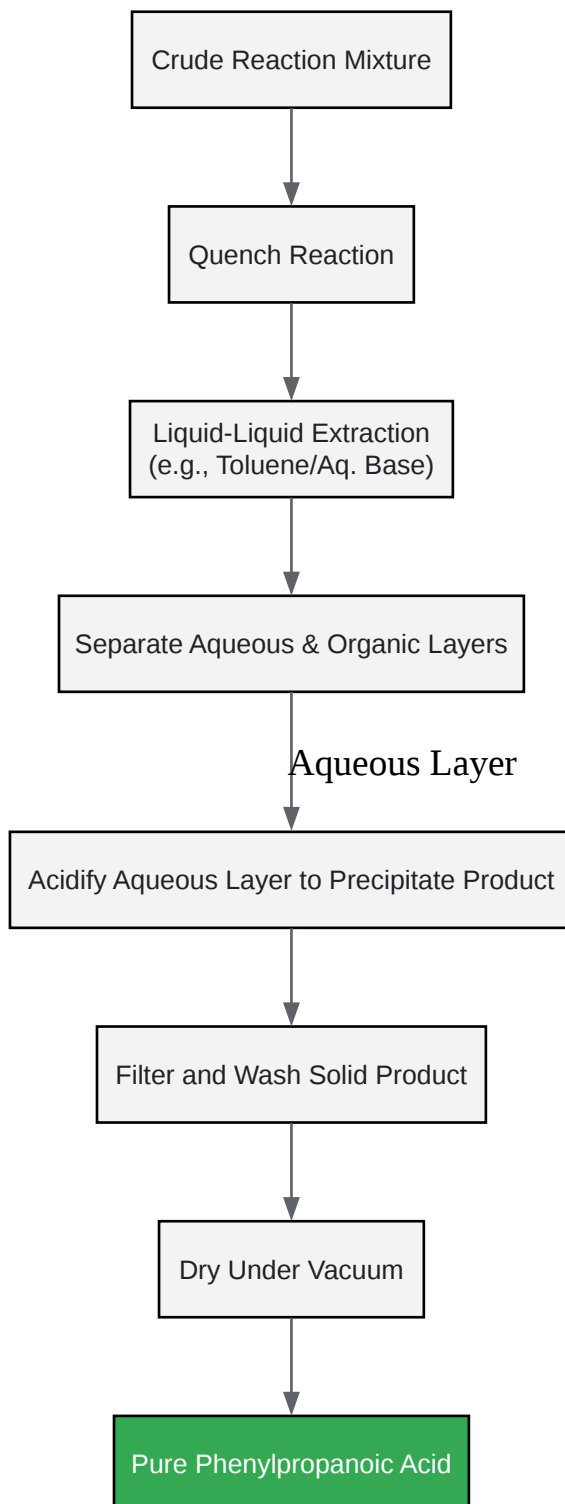 Crude Reaction Mixture
Quench Reaction
Liquid-Liquid Extraction
(e.g., Toluene/Aq. Base)
Separate Aqueous & Organic Layers
Aqueous Layer
Acidify Aqueous Layer to Precipitate Product
Filter and Wash Solid Product
Dry Under Vacuum
Pure Phenylpropanoic Acid